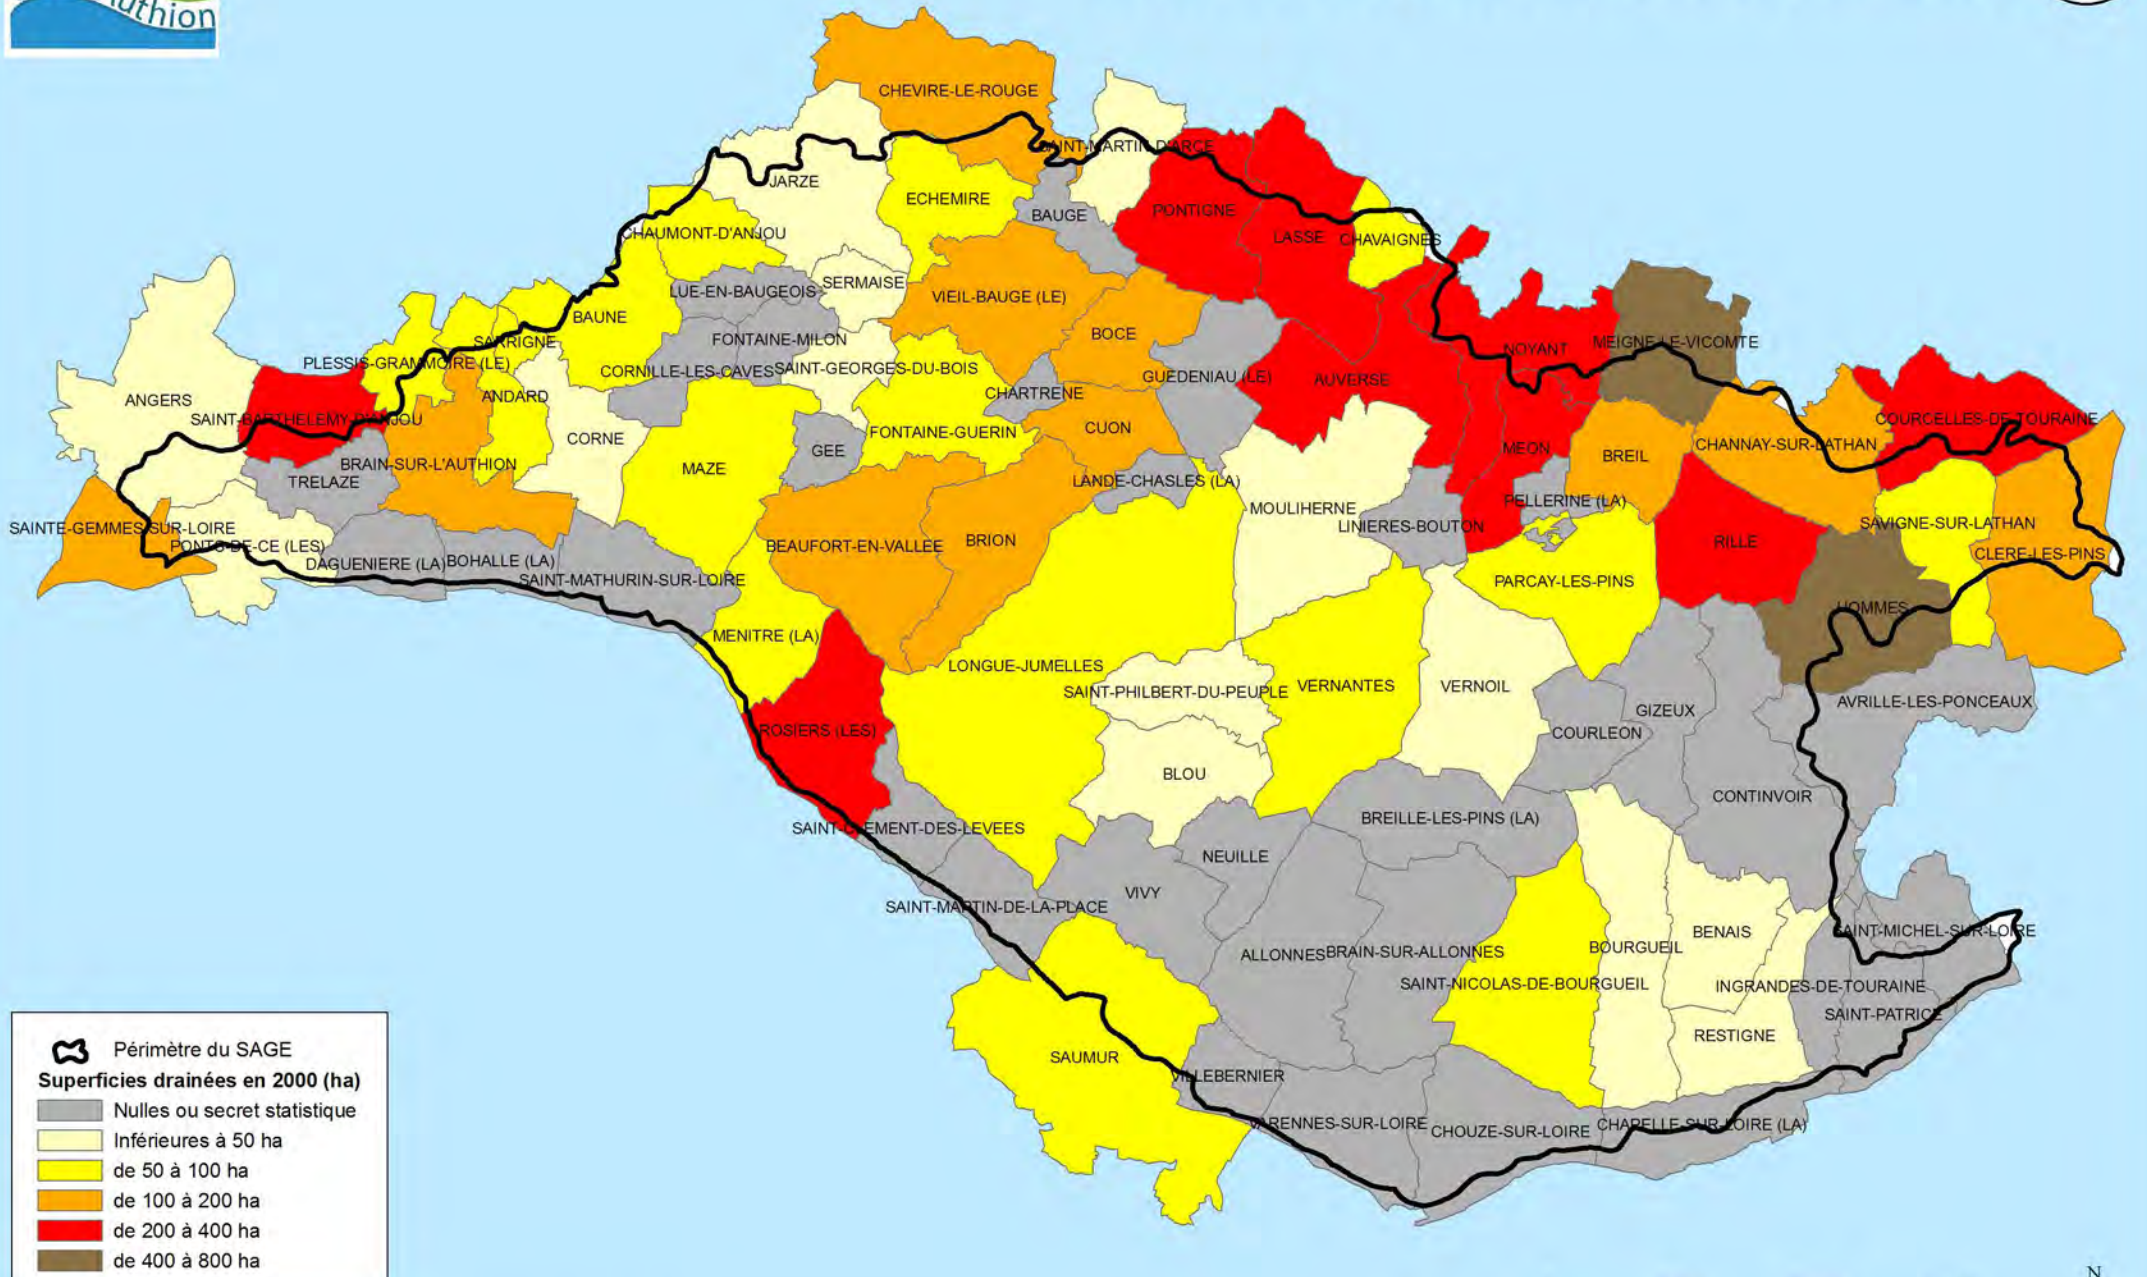 CHEVIRE-LE-ROUGE
SAINT-MARTIN-D'ARCE
JARZE
ECHEMIRE
BAUGE
PONTIGNE
LASSE
CHAVAIGNES
CHAUMONT-D'ANJOU
LUE-EN-BAUGEOIS
SERMAISE
VIEIL-BAUGE (LE)
BAUNE
BOCE
FONTAINE-MILON
SARRIGNE
NOYANT
MEIGNE-LE-VICOMTE
PLESSIS-GRAMMOIRE (LE)
CORNILLE-LES-CAVES
SAINT-GEORGES-DU-BOIS
GUEDENIAU (LE)
AUVERSE
CHARTRENE
ANDARD
ANGERS
SAINT-BARTHELEMY-D'ANJOU
COURCELLES-DE-TOURAINE
CORNE
FONTAINE-GUERIN
CUON
CHANNAY-SUR-LATHAN
GEE
MEON
BREIL
BRAIN-SUR-L'AUTHION
MAZE
TRELAZE
LANDE-CHASLES (LA)
PELLERINE (LA)
MOULIHERNE
LINIERES-BOUTON
SAVIGNE-SUR-LATHAN
SAINTE-GEMMES-SUR-LOIRE
PONTS-DE-CE (LES)
BEAUFORT-EN-VALLEE
BRION
RILLE
CLERE-LES-PINS
DAGUENIERE (LA)
BOHALLE (LA)
SAINT-MATHURIN-SUR-LOIRE
PARCAY-LES-PINS
HOMMES
MENITRE (LA)
LONGUE-JUMELLES
SAINT-PHILBERT-DU-PEUPLE
VERNANTES
VERNOIL
AVRILLE-LES-PONCEAUX
GIZEUX
ROSIERS (LES)
COURLEON
BLOU
CONTINVOIR
BREILLE-LES-PINS (LA)
SAINT-CLEMENT-DES-LEVEES
NEUILLE
VIVY
SAINT-MARTIN-DE-LA-PLACE
BENAIS
SAINT-MICHEL-SUR-LOIRE
BOURGUEIL
ALLONNES
BRAIN-SUR-ALLONNES
SAINT-NICOLAS-DE-BOURGUEIL
INGRANDES-DE-TOURAINE
SAINT-PATRICE
RESTIGNE
SAUMUR
VILLEBERNIER
VARENNES-SUR-LOIRE
CHOUZE-SUR-LOIRE
CHAPELLE-SUR-LOIRE (LA)
Périmètre du SAGE
Superficies drainées en 2000 (ha)
Nulles ou secret statistique
Inférieures à 50 ha
de 50 à 100 ha
de 100 à 200 ha
de 200 à 400 ha
de 400 à 800 ha
N